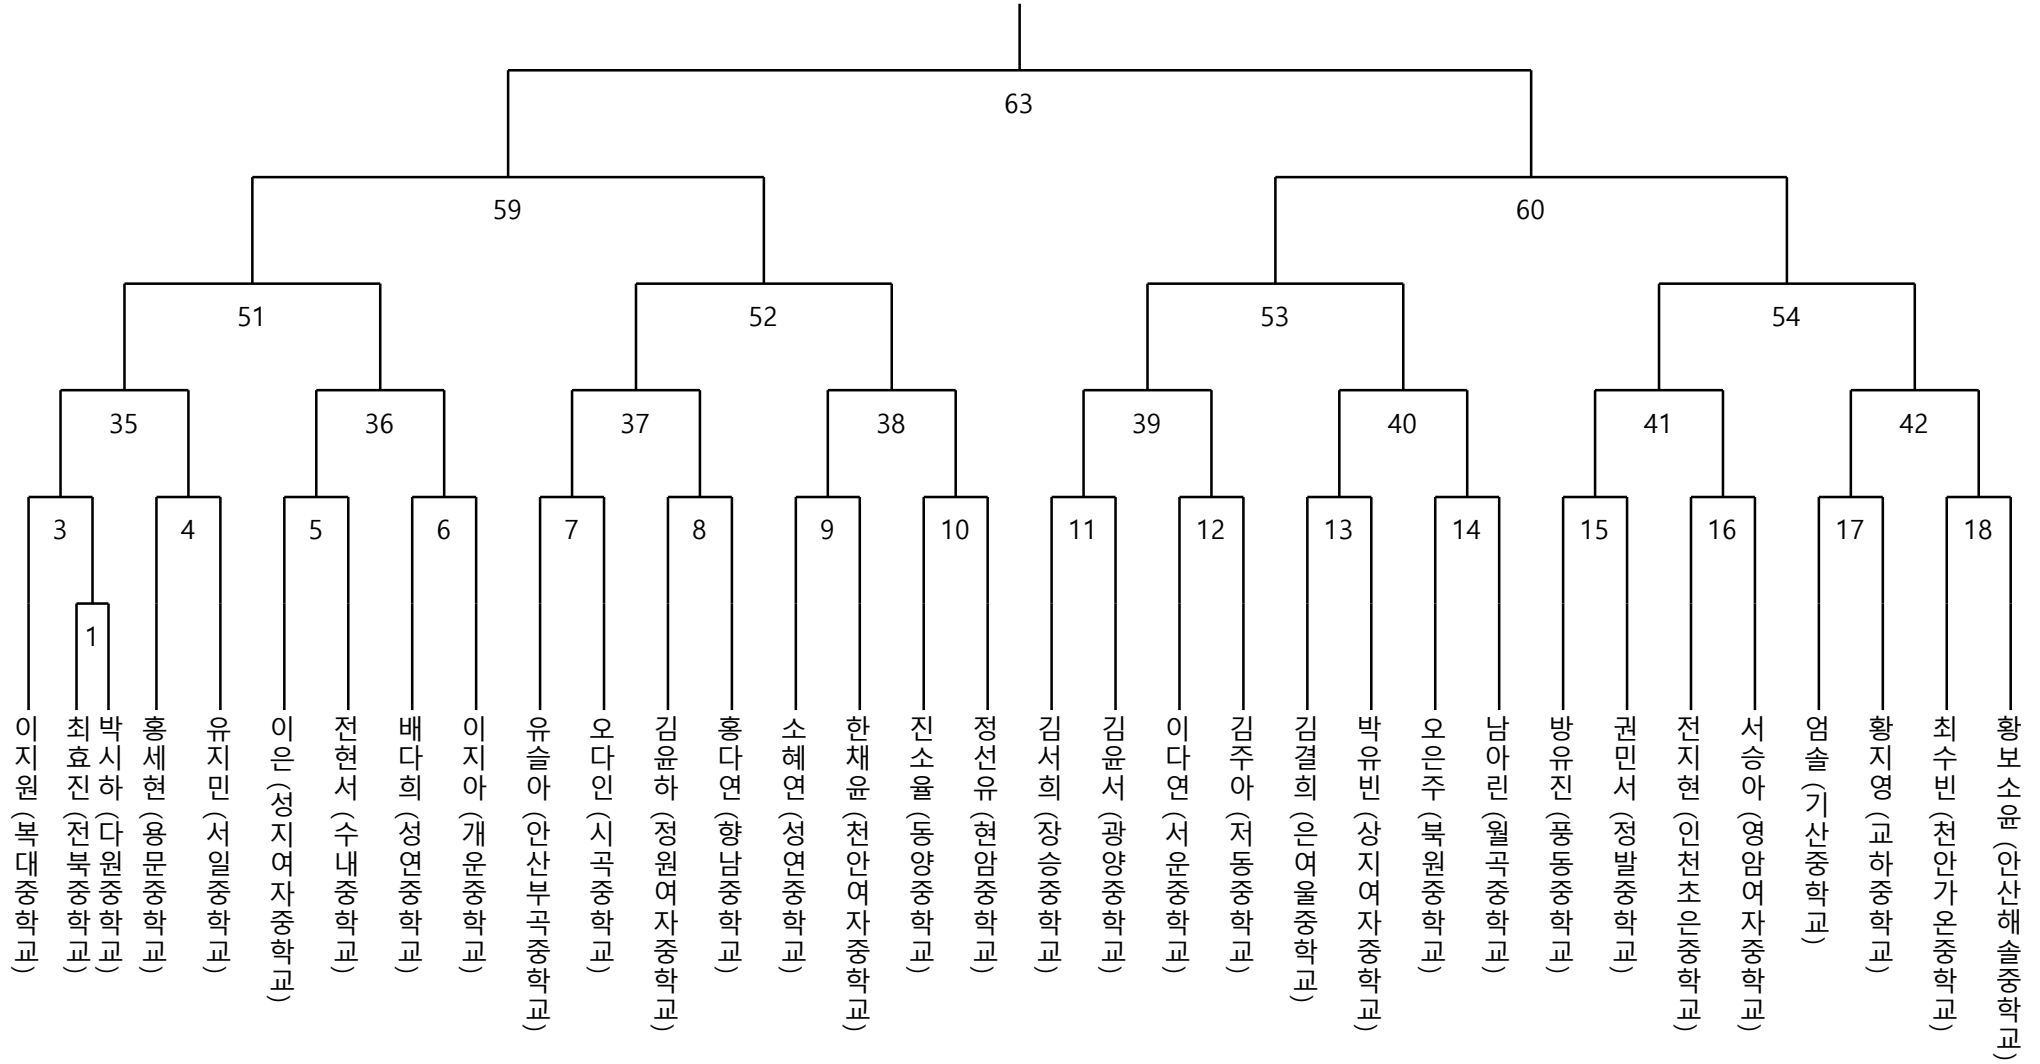 63
59
60
51
52
53
54
35
36
37
38
39
40
41
42
3
4
5
6
7
8
9
10
11
12
13
14
15
16
17
18
1
이지원 (복대중학교)
최효진 (전북중학교)
박시하 (다원중학교)
홍세현 (용문중학교)
유지민 (서일중학교)
이은 (성지여자중학교)
전현서 (수내중학교)
배다희 (성연중학교)
이지아 (개운중학교)
유슬아 (안산부곡중학교)
오다인 (시곡중학교)
김윤하 (정원여자중학교)
홍다연 (향남중학교)
소혜연 (성연중학교)
한채윤 (천안여자중학교)
진소율 (동양중학교)
정선유 (현암중학교)
김서희 (장승중학교)
김윤서 (광양중학교)
이다연 (서운중학교)
김주아 (저동중학교)
김결희 (은여울중학교)
박유빈 (상지여자중학교)
오은주 (북원중학교)
남아린 (월곡중학교)
방유진 (풍동중학교)
권민서 (정발중학교)
전지현 (인천초은중학교)
서승아 (영암여자중학교)
엄솔 (기산중학교)
황지영 (교하중학교)
최수빈 (천안가온중학교)
황보소윤 (안산해솔중학교)